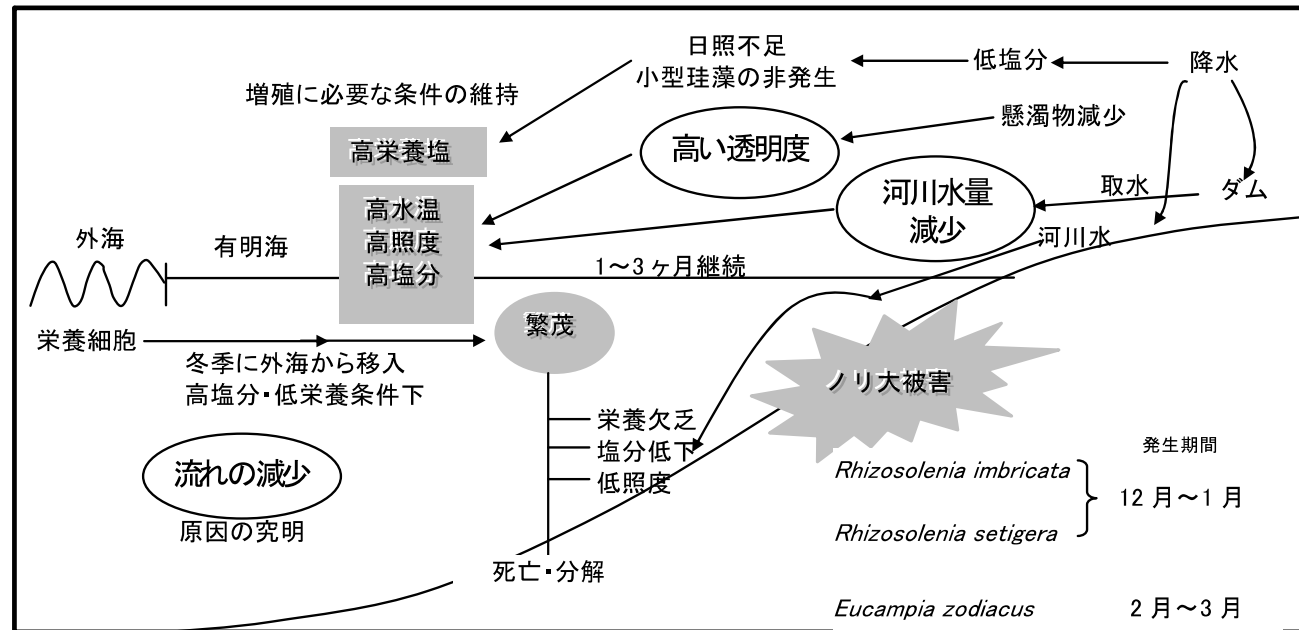 日照不足
小型珪藻の非発生
低塩分
降水
増殖に必要な条件の維持
懸濁物減少
高栄養塩
高い透明度
河川水量
減少
取水
ダム
高水温
高照度
高塩分
外海
有明海
河川水
1～3ヶ月継続
栄養細胞
冬季に外海から移入
高塩分・低栄養条件下
繁茂
ノリ大被害
栄養欠乏
塩分低下
低照度
流れの減少
原因の究明
死亡・分解
発生期間
Rhizosolenia imbricata
12月～1月
Rhizosolenia setigera
Eucampia zodiacus
2月～3月